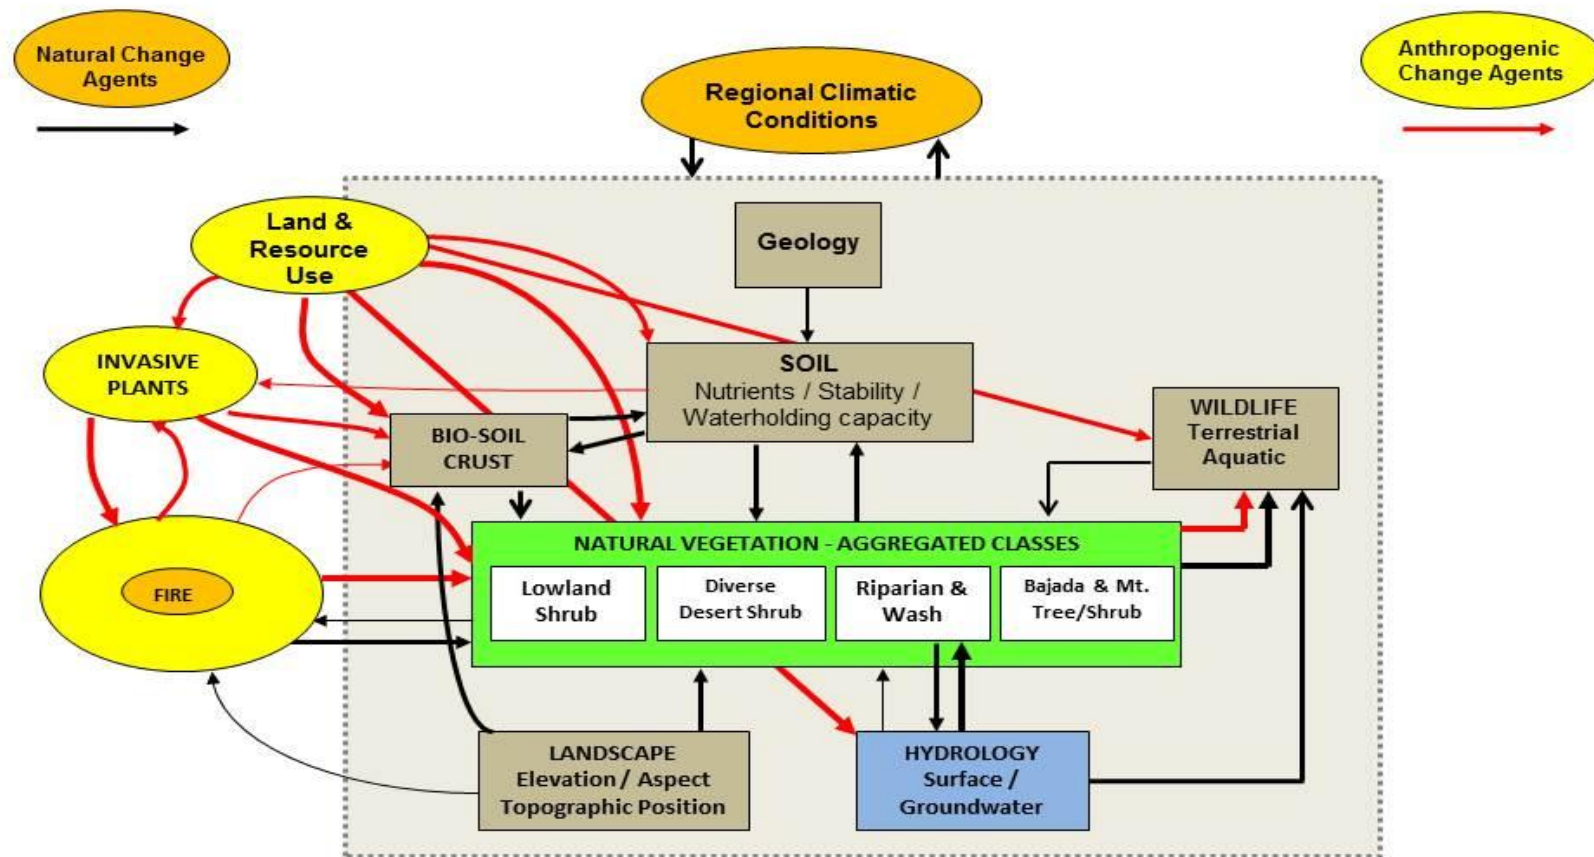 Natural Change
Agents
Regional Climatic
Conditions
Anthropogenic
Change Agents
Land &
Resource
Use
Geology
INVASIVE
PLANTS
SOIL
Nutrients / Stability /
Waterholding capacity
BIO-SOIL
CRUST
WILDLIFE
Terrestrial
Aquatic
NATURAL VEGETATION - AGGREGATED CLASSES
Lowland
Shrub
Diverse
Desert Shrub
Riparian &
Wash
Bajada & Mt.
Tree/Shrub
FIRE
LANDSCAPE
Elevation / Aspect
Topographic Position
HYDROLOGY
Surface /
Groundwater